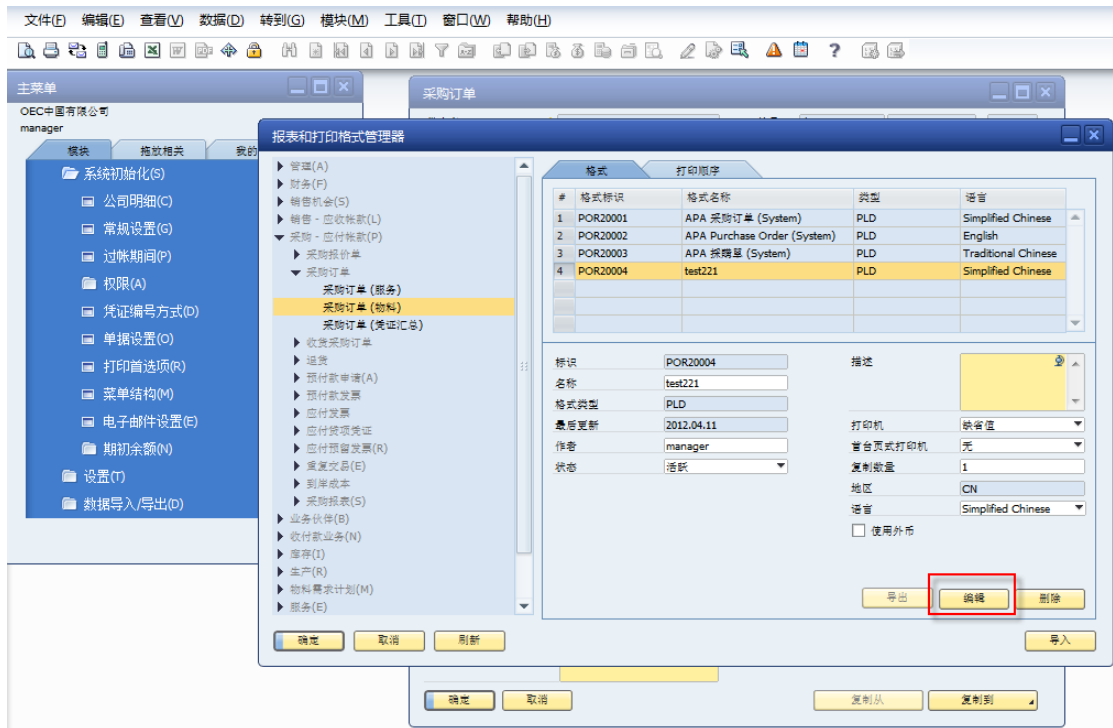 文件(F) 编辑(E) 查看(V) 数据(D) 转到(G) 模块(M) 工具(T) 窗口(W) 帮助(H)
主菜单
OEC中国有限公司
manager
模块 拖放相关 我的
系统初始化(S)
公司明细(C)
常规设置(G)
过帐期间(P)
权限(A)
凭证编号方式(D)
单据设置(O)
打印首选项(R)
菜单结构(M)
电子邮件设置(E)
期初余额(N)
设置(T)
数据导入/导出(D)
采购订单
报表和打印格式管理器
管理(A)
财务(F)
销售机会(S)
销售 - 应收帐款(L)
采购 - 应付帐款(P)
采购报价单
采购订单
采购订单 (服务)
采购订单 (物料)
采购订单 (凭证汇总)
收货采购订单
退货
预付款申请(A)
预付款发票
应付发票
应付贷项凭证
应付预留发票(R)
重复交易(E)
到岸成本
采购报表(S)
业务伙伴(B)
收付款业务(N)
库存(I)
生产(R)
物料需求计划(M)
服务(E)
格式 打印顺序
# 格式标识 格式名称 类型 语言
1 POR20001 APA 采购订单 (System) PLD Simplified Chinese
2 POR20002 APA Purchase Order (System) PLD English
3 POR20003 APA 採購單 (System) PLD Traditional Chinese
4 POR20004 test221 PLD Simplified Chinese
标识 POR20004
名称 test221
格式类型 PLD
最后更新 2012.04.11
作者 manager
状态 活跃
描述
打印机 缺省值
首台页式打印机 无
复制数量 1
地区 CN
语言 Simplified Chinese
使用外币
导出 编辑 删除
确定 取消 刷新 导入
确定 取消 复制从 复制到